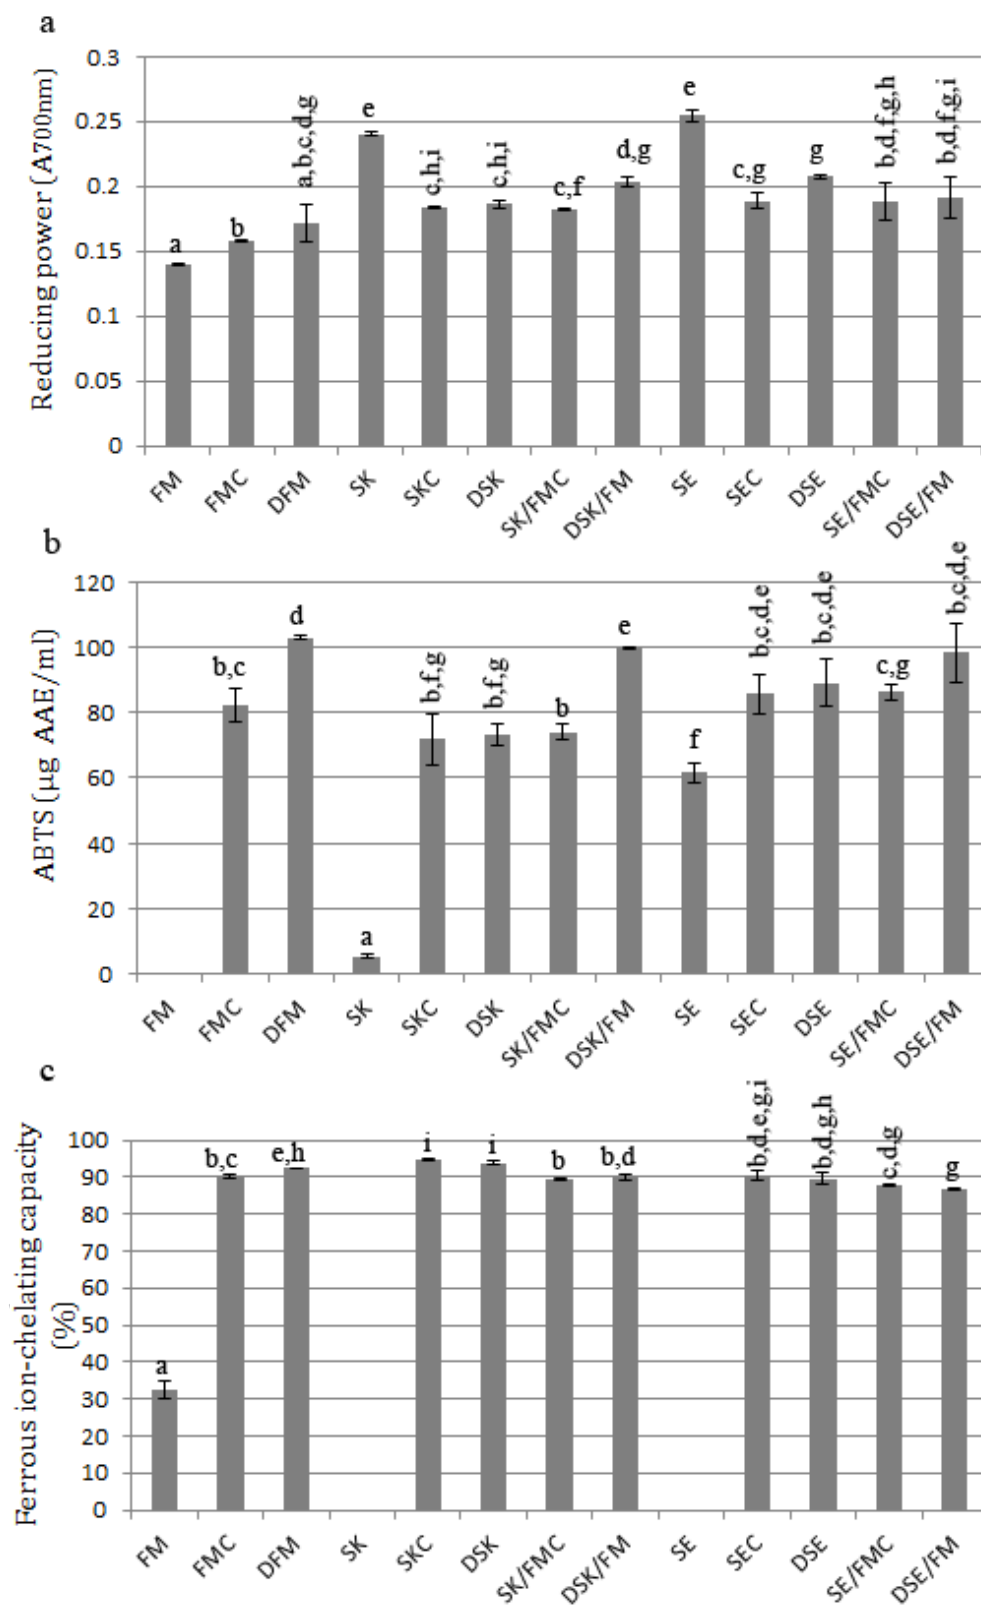 a
Reducing power (A700nm)
0.3
0.25
0.2
0.15
0.1
0.05
0
a
b
a,b,c,d,g
e
c,h,i
c,h,i
c,f
d,g
e
c,g
g
b,d,f,g,h
b,d,f,g,i
FM
FMC
DFM
SK
SKC
DSK
SK/FMC
DSK/FM
SE
SEC
DSE
SE/FMC
DSE/FM
b
ABTS (µg AAE/ml)
120
100
80
60
40
20
0
b,c
d
a
b,f,g
b,f,g
b
e
f
b,c,d,e
b,c,d,e
c,g
b,c,d,e
FM
FMC
DFM
SK
SKC
DSK
SK/FMC
DSK/FM
SE
SEC
DSE
SE/FMC
DSE/FM
c
Ferrous ion-chelating capacity
(%)
100
90
80
70
60
50
40
30
20
10
0
a
b,c
e,h
i
i
b
b,d
b,d,e,g,i
b,d,g,h
c,d,g
g
FM
FMC
DFM
SK
SKC
DSK
SK/FMC
DSK/FM
SE
SEC
DSE
SE/FMC
DSE/FM